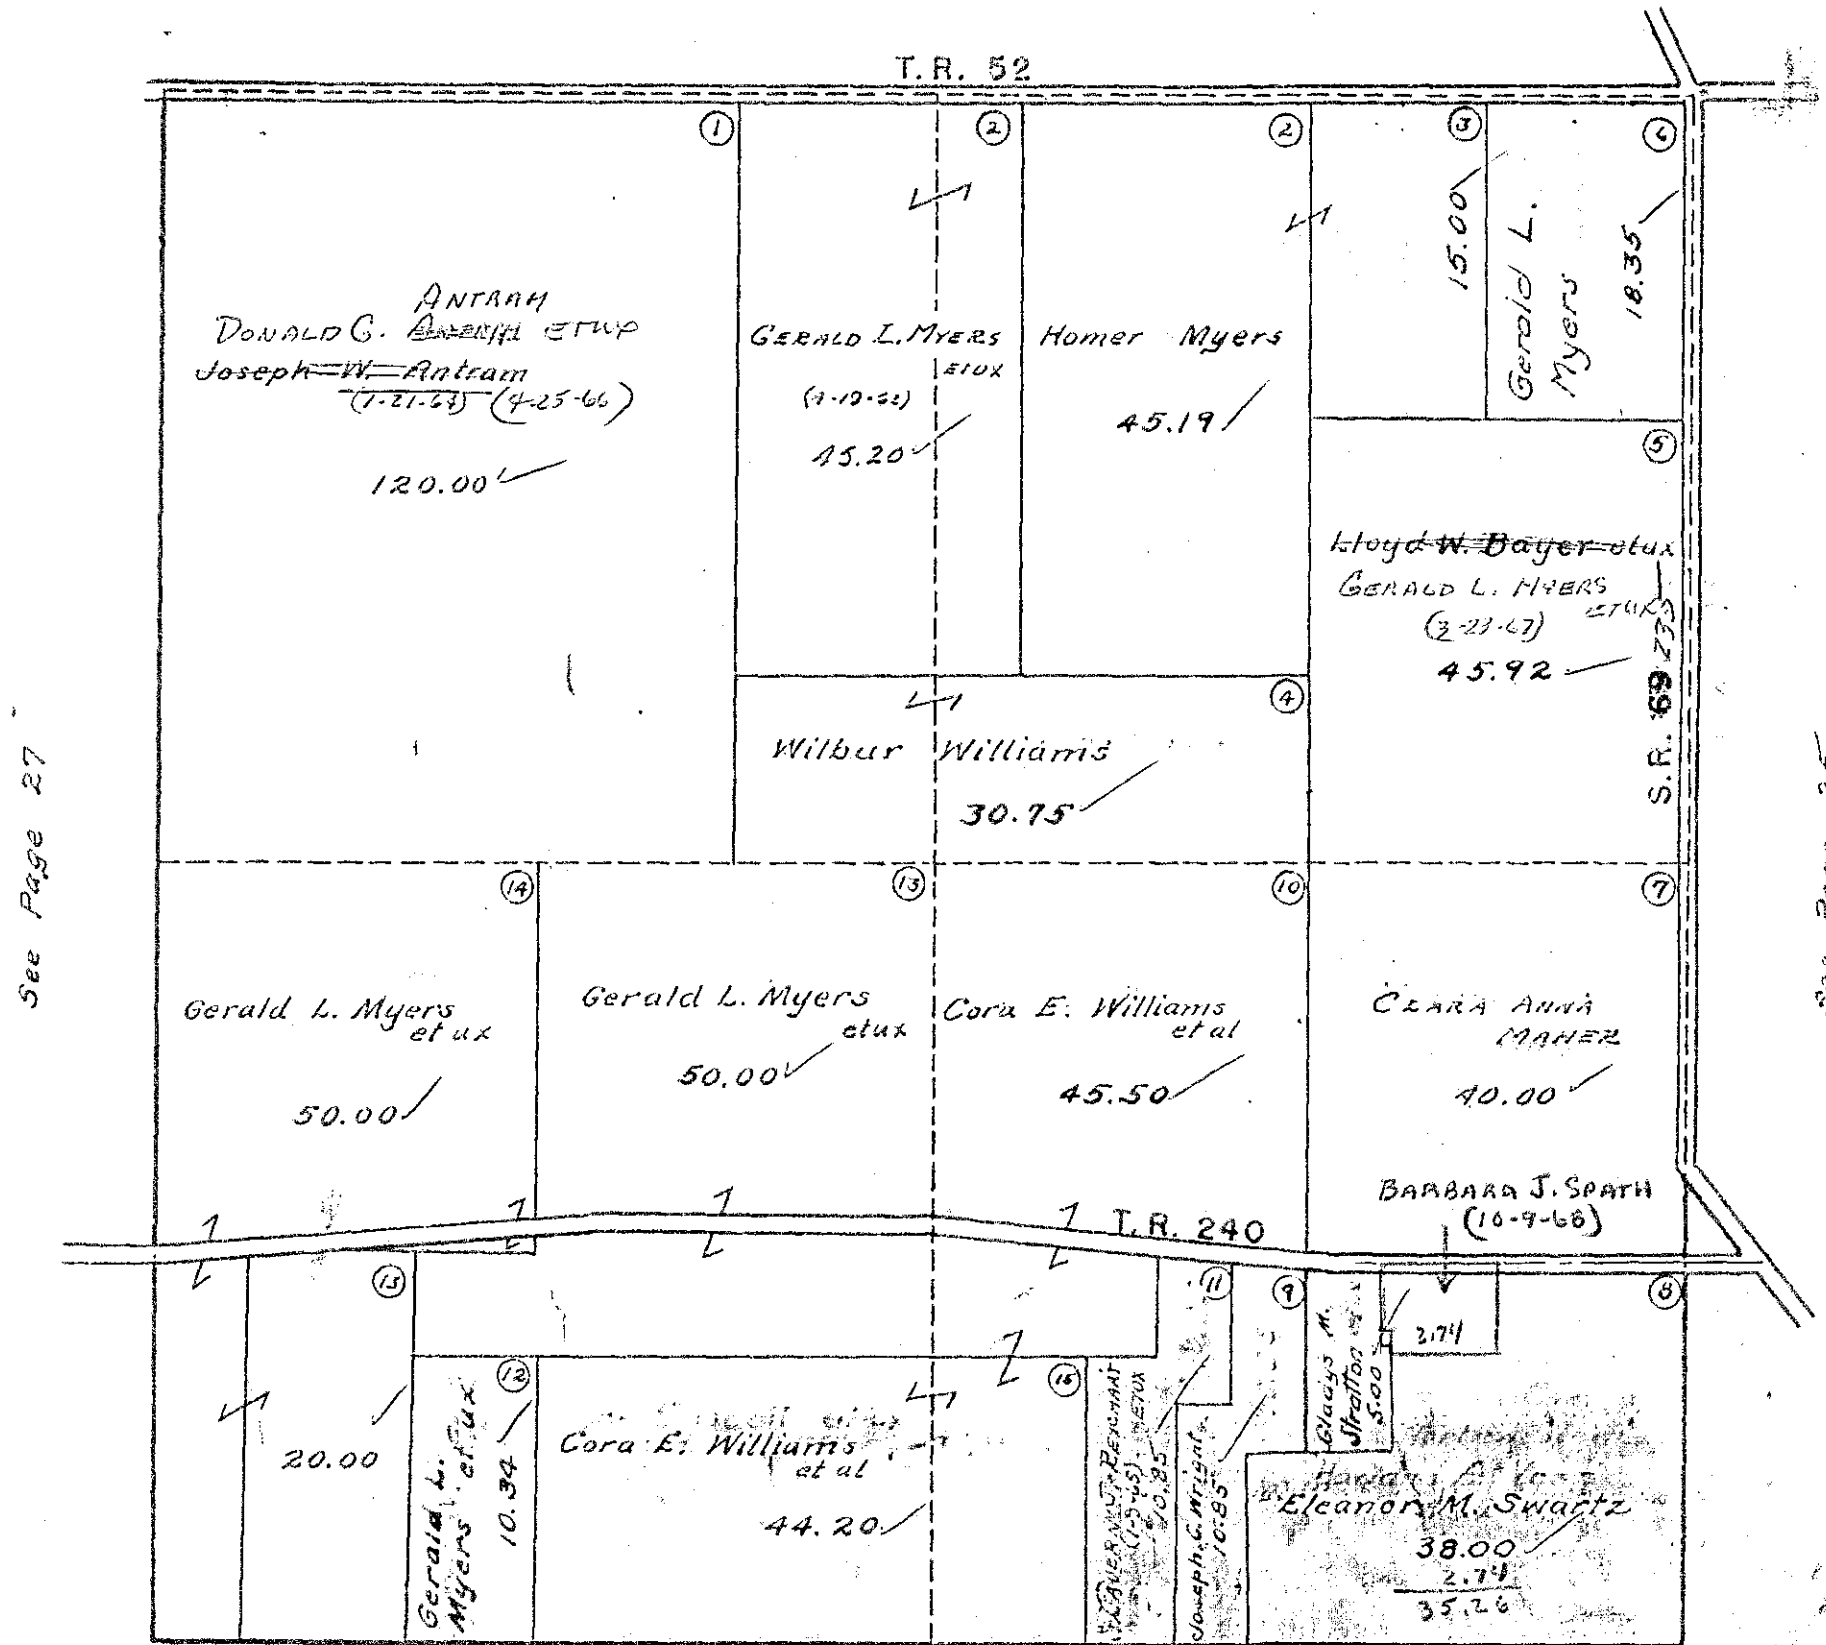 T.R. 52
1
2
2
3
6
ANTRAM
DONALD G. ETUX
Joseph W. Antram
(4-25-66)
120.00
GERALD L. MYERS
ETUX
45.20
Homer Myers
45.19
15.00
Gerald L.
Myers
18.35
5
Lloyd W. Bayer etux
GERALD L. MYERS
ETUX
(3-23-67)
45.92
S.R. 69 235
4
Wilbur Williams
30.75
See Page 27
See Page
14
13
10
7
Gerald L. Myers
et ux
50.00
Gerald L. Myers
etux
50.00
Cora E. Williams
et al
45.50
CLARA ANNA
MAHER
40.00
BARBARA J. SPATH
(10-9-68)
T.R. 240
13
11
9
8
20.00
12
Gerald L.
Myers et ux
10.34
15
Cora E. Williams
et al
44.20
ETUX
10.85
Joseph C. Wright
10.85
Gladys M.
Stratton
5.00
2.74
Eleanor M. Swartz
38.00
2.74
35.26